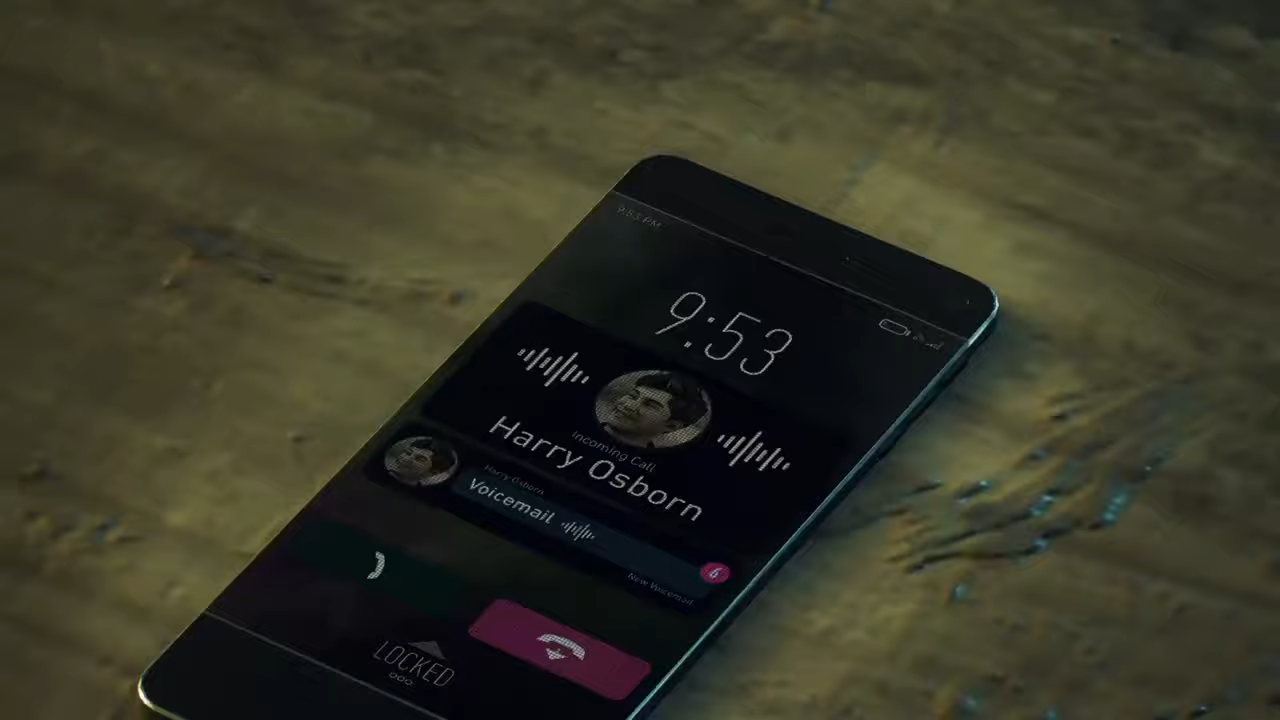 9:53 PM
9:53
Incoming Call
Harry Osborn
Harry Osborn
Voicemail
6
New Voicemail
LOCKED